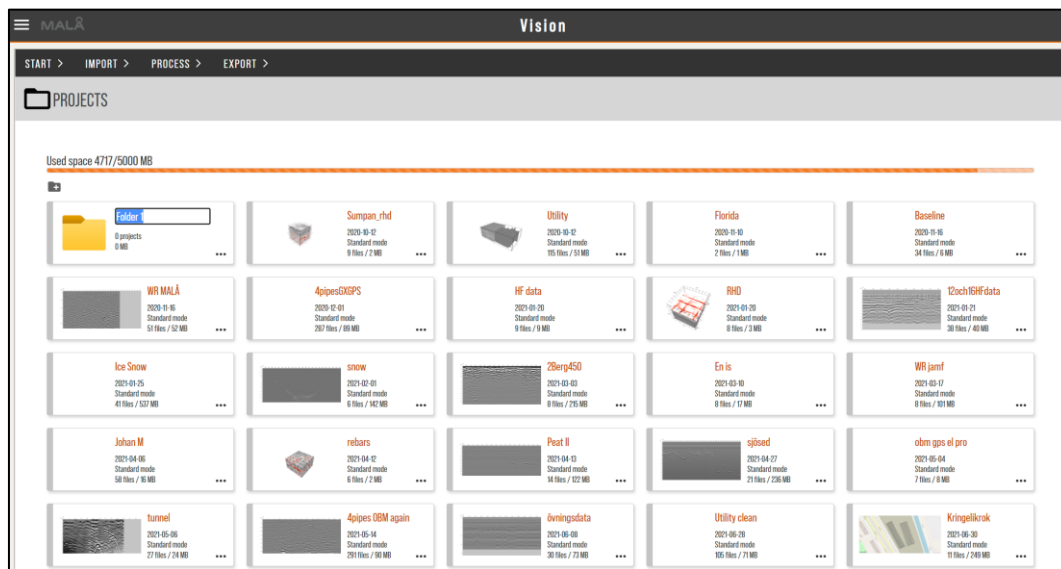 MALÅ
Vision
START > IMPORT > PROCESS > EXPORT >
PROJECTS
Used space 4717/5000 MB
Folder 1
0 projects
0 MB
Sumpan_rhd
2020-10-12
Standard mode
9 files / 2 MB
Utility
2020-10-12
Standard mode
115 files / 51 MB
Florida
2020-11-10
Standard mode
2 files / 1 MB
Baseline
2020-11-16
Standard mode
34 files / 6 MB
WR MALÅ
2020-11-16
Standard mode
51 files / 52 MB
4pipesGXGPS
2020-12-01
Standard mode
287 files / 89 MB
HF data
2021-01-20
Standard mode
9 files / 9 MB
RHD
2021-01-20
Standard mode
8 files / 3 MB
12och16HFdata
2021-01-21
Standard mode
38 files / 40 MB
Ice Snow
2021-01-25
Standard mode
41 files / 537 MB
snow
2021-02-01
Standard mode
6 files / 142 MB
2Berg450
2021-03-03
Standard mode
8 files / 215 MB
En is
2021-03-10
Standard mode
8 files / 17 MB
WR jamf
2021-03-17
Standard mode
8 files / 101 MB
Johan M
2021-04-06
Standard mode
58 files / 16 MB
rebars
2021-04-12
Standard mode
6 files / 2 MB
Peat II
2021-04-13
Standard mode
14 files / 122 MB
sjösed
2021-04-27
Standard mode
21 files / 236 MB
obm gps el pro
2021-05-04
Standard mode
7 files / 8 MB
tunnel
2021-05-06
Standard mode
27 files / 24 MB
4pipes OBM again
2021-05-14
Standard mode
291 files / 90 MB
övningsdata
2021-06-08
Standard mode
30 files / 73 MB
Utility clean
2021-06-28
Standard mode
105 files / 71 MB
Kringelikrok
2021-06-30
Standard mode
11 files / 249 MB